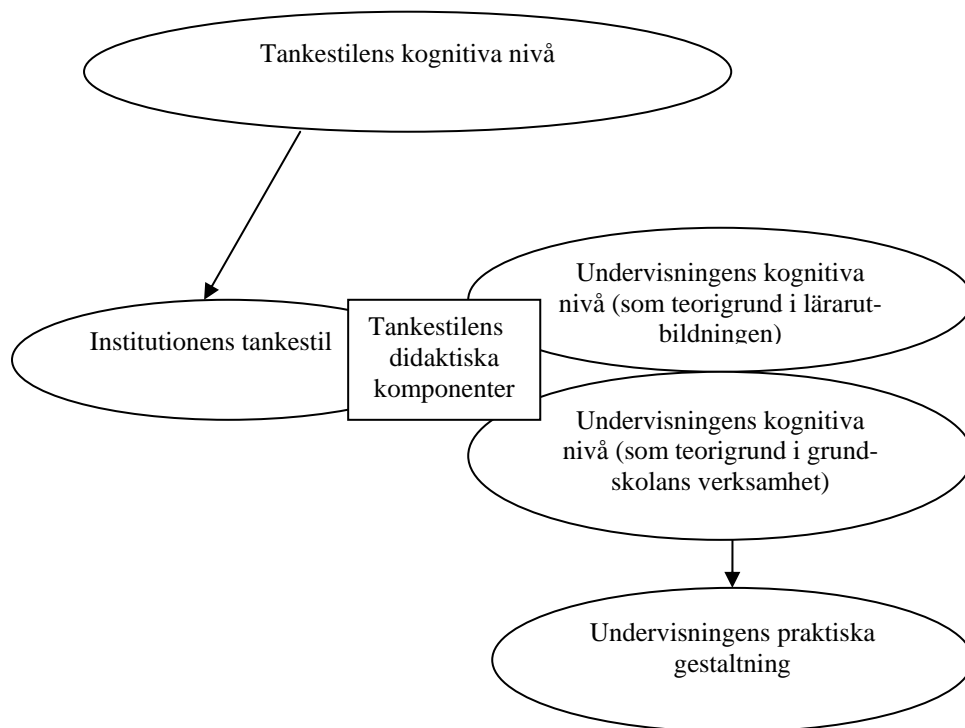 Tankestilens kognitiva nivå
Undervisningens kognitiva
nivå (som teorigrund i lärarut-
bildningen)
Institutionens tankestil
Tankestilens
didaktiska
komponenter
Undervisningens kognitiva
nivå (som teorigrund i grund-
skolans verksamhet)
Undervisningens praktiska
gestaltning